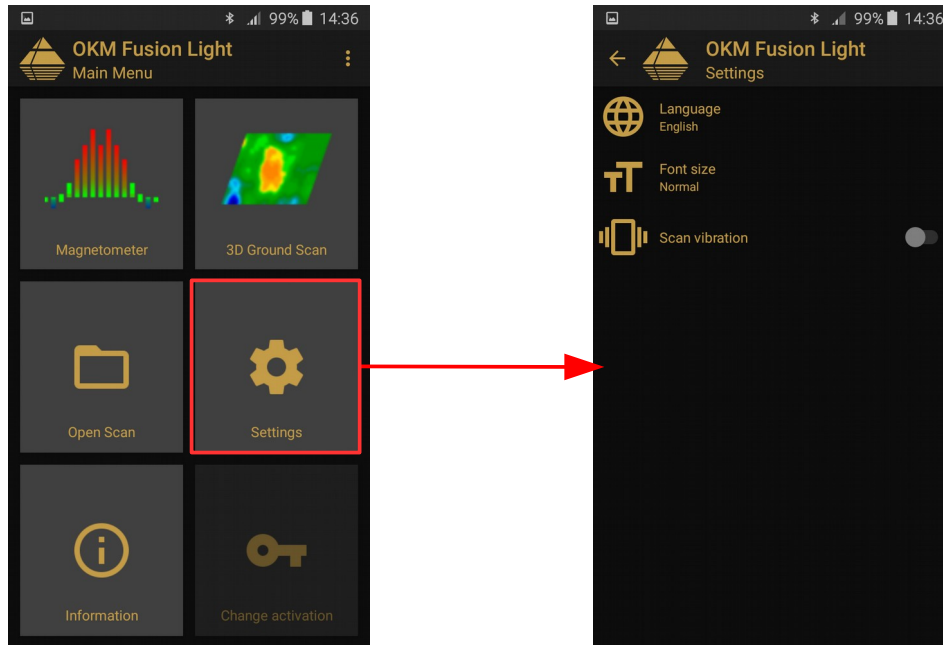 99% 14:36
OKM Fusion Light
Main Menu
Magnetometer
3D Ground Scan
Open Scan
Settings
Information
Change activation
99% 14:36
OKM Fusion Light
Settings
Language
English
Font size
Normal
Scan vibration